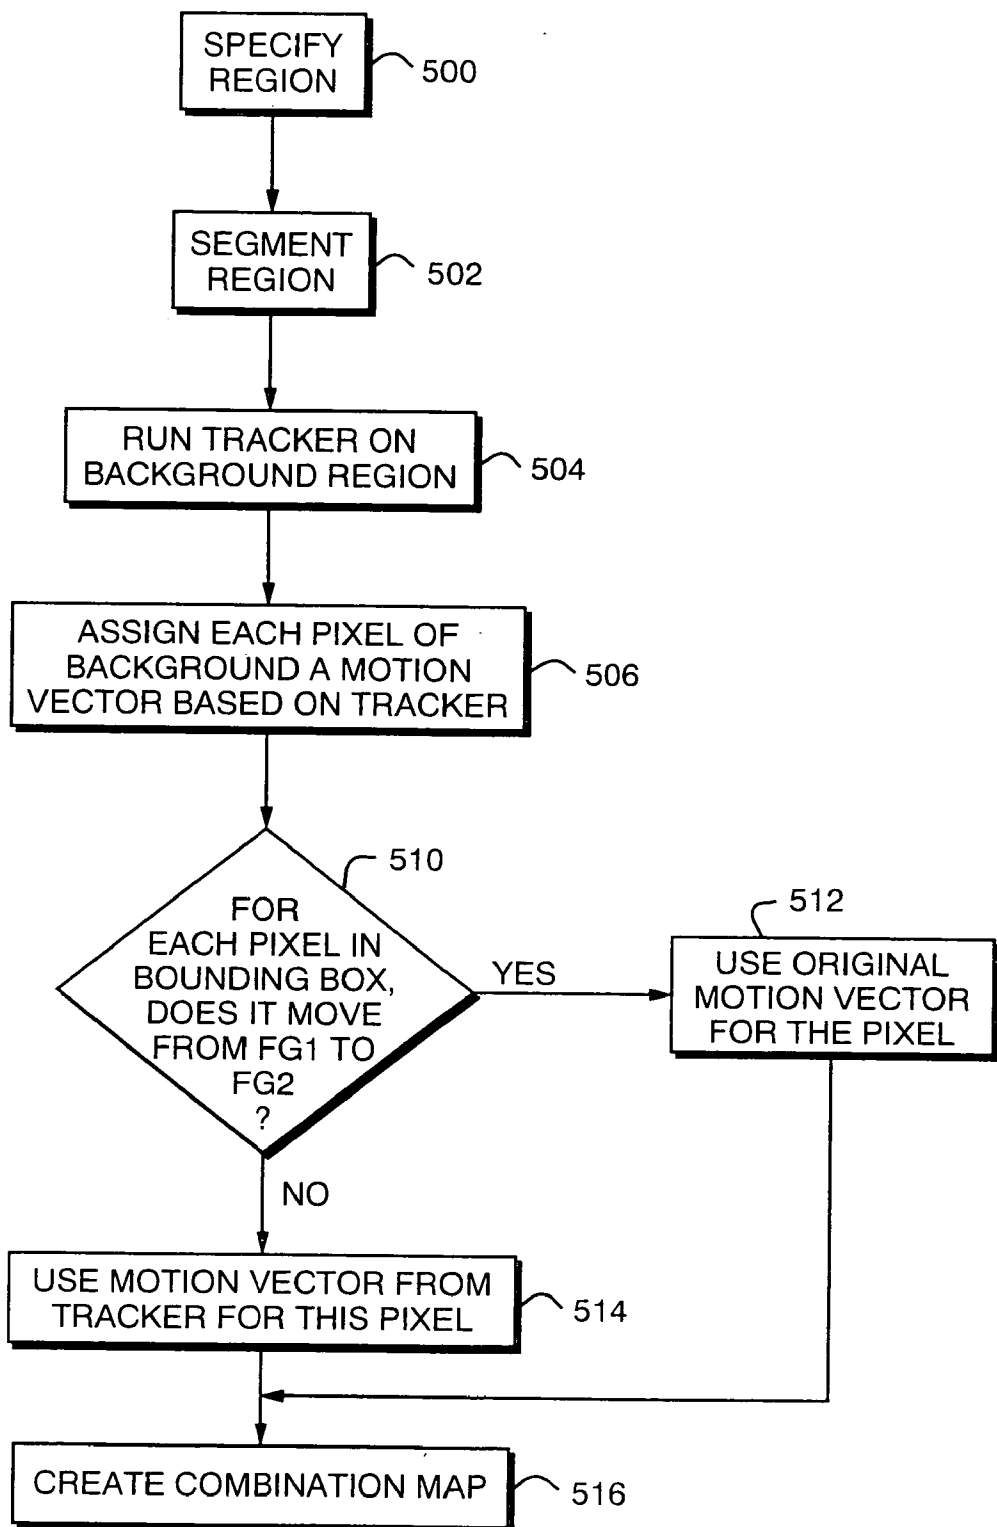 SPECIFY
REGION
500
SEGMENT
REGION
502
RUN TRACKER ON
BACKGROUND REGION
504
ASSIGN EACH PIXEL OF
BACKGROUND A MOTION
VECTOR BASED ON TRACKER
506
510
FOR
EACH PIXEL IN
BOUNDING BOX,
DOES IT MOVE
FROM FG1 TO
FG2
?
YES
512
USE ORIGINAL
MOTION VECTOR
FOR THE PIXEL
NO
USE MOTION VECTOR FROM
TRACKER FOR THIS PIXEL
514
CREATE COMBINATION MAP
516